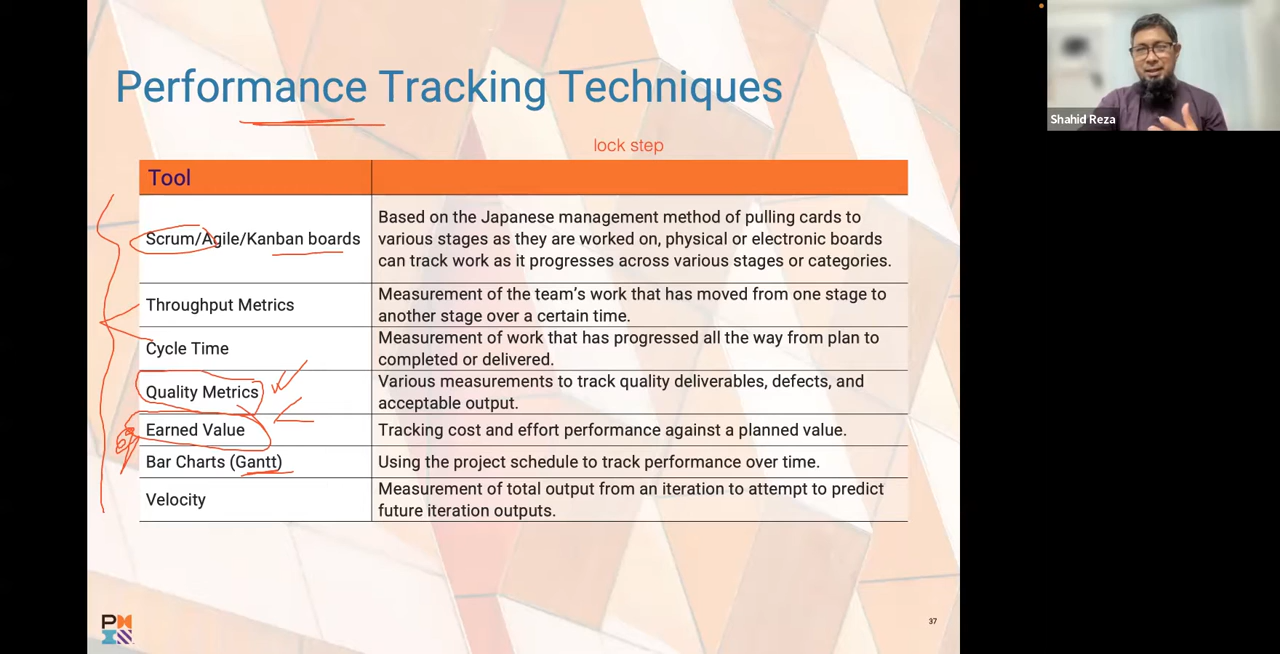 Performance Tracking Techniques
Shahid Reza
lock step
Tool
Scrum/Agile/Kanban boards
Based on the Japanese management method of pulling cards to
various stages as they are worked on, physical or electronic boards
can track work as it progresses across various stages or categories.
Throughput Metrics
Measurement of the team's work that has moved from one stage to
another stage over a certain time.
Cycle Time
Measurement of work that has progressed all the way from plan to
completed or delivered.
Quality Metrics
Various measurements to track quality deliverables, defects, and
acceptable output.
Earned Value
Tracking cost and effort performance against a planned value.
Bar Charts (Gantt)
Using the project schedule to track performance over time.
Velocity
Measurement of total output from an iteration to attempt to predict
future iteration outputs.
37